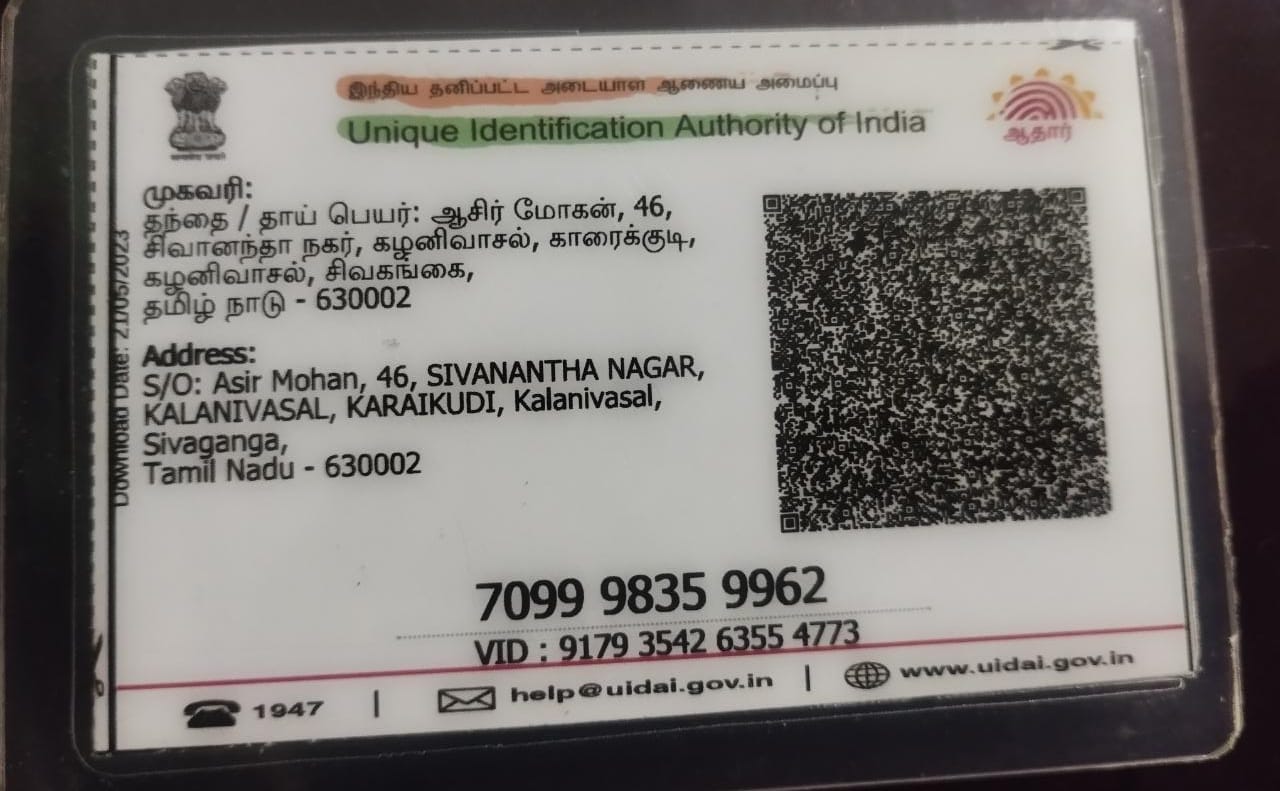 இந்திய தனிப்பட்ட அடையாள ஆணைய அமைப்பு
Unique Identification Authority of India
ஆதார்
முகவரி:
தந்தை / தாய் பெயர்: ஆசிர் மோகன், 46,
சிவானந்தா நகர், கழனிவாசல், காரைக்குடி,
கழனிவாசல், சிவகங்கை,
தமிழ் நாடு - 630002
Download Date: 21/05/2023
Address:
S/O: Asir Mohan, 46, SIVANANTHA NAGAR,
KALANIVASAL, KARAIKUDI, Kalanivasal,
Sivaganga,
Tamil Nadu - 630002
7099 9835 9962
VID : 9179 3542 6355 4773
1947 | help@uidai.gov.in | www.uidai.gov.in